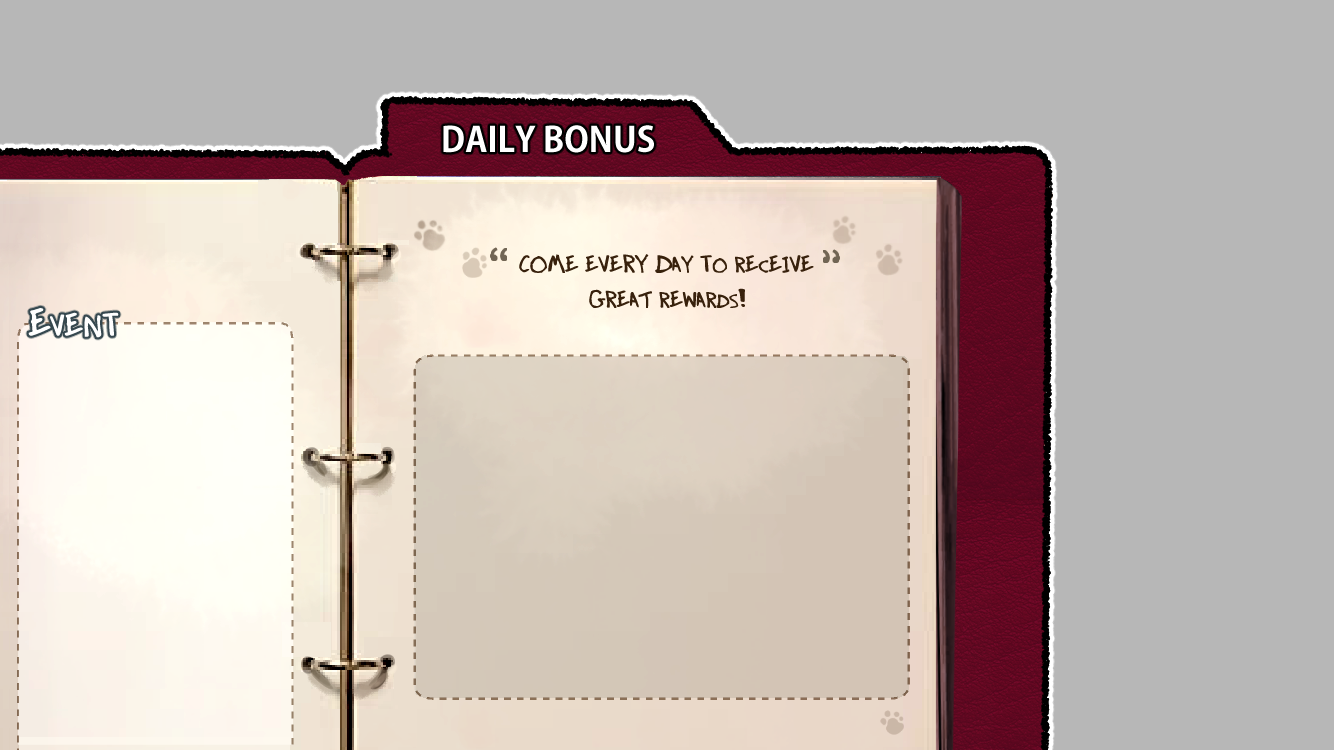 DAILY BONUS
“ COME EVERY DAY TO RECEIVE ”
GREAT REWARDS!
EVENT